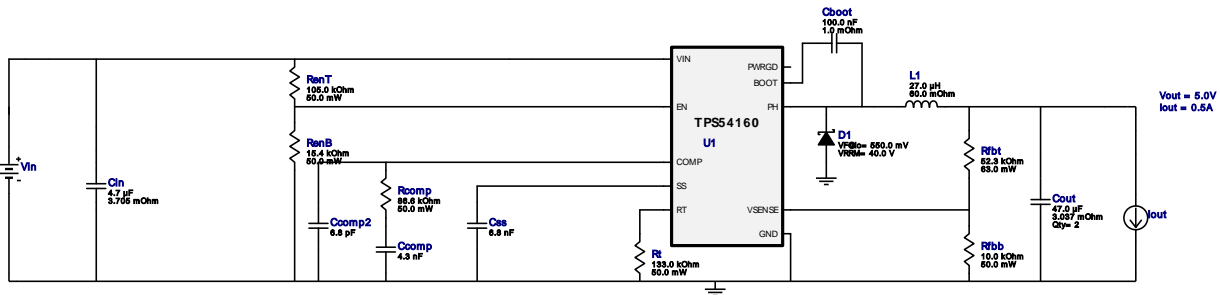 Cboot
100.0 nF
1.0 mOhm
VIN
PWRGD
BOOT
RenT
105.0 kOhm
50.0 mW
L1
27.0 µH
60.0 mOhm
Vout = 5.0V
Iout = 0.5A
EN
PH
TPS54160
U1
D1
VRRM= 40.0 V
RenB
15.4 kOhm
50.0 mW
Rfbt
52.3 kOhm
63.0 mW
Vin
COMP
Cin
4.7 µF
3.705 mOhm
Rcomp
86.6 kOhm
50.0 mW
SS
Cout
47.0 µF
3.037 mOhm
Qty= 2
Iout
Ccomp2
6.8 pF
Css
6.8 nF
RT
VSENSE
GND
Ccomp
4.3 nF
Rt
133.0 kOhm
50.0 mW
Rfbb
10.0 kOhm
50.0 mW